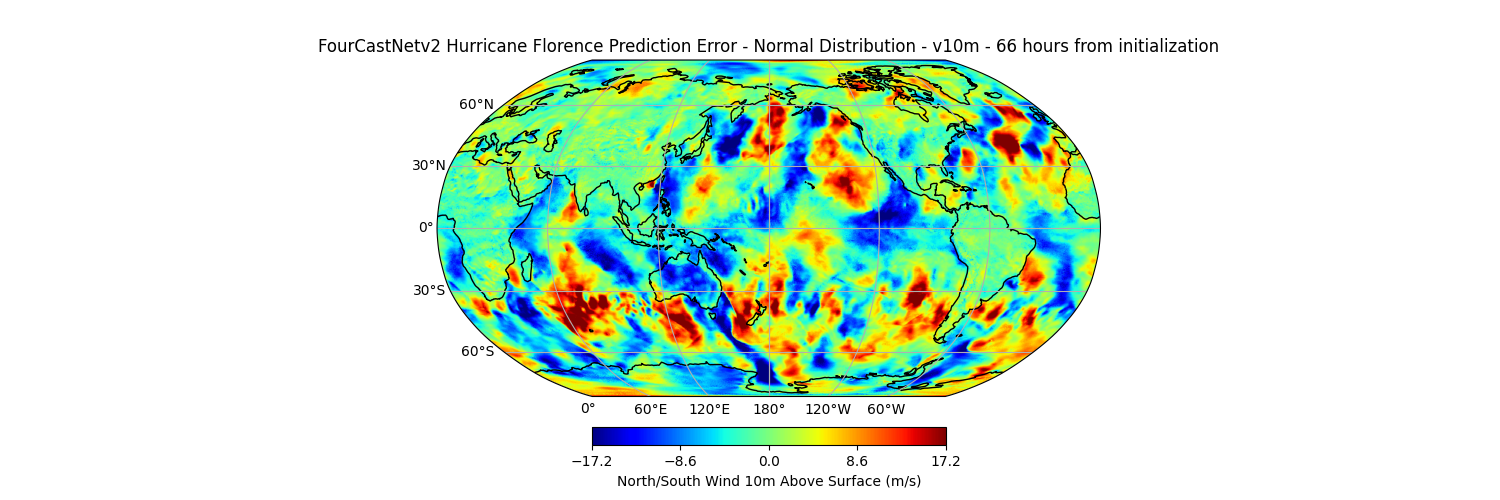 FourCastNetv2 Hurricane Florence Prediction Error - Normal Distribution - v10m - 66 hours from initialization
60°N
30°N
0°
30°S
60°S
0° 60°E 120°E 180° 120°W 60°W
−17.2 −8.6 0.0 8.6 17.2
North/South Wind 10m Above Surface (m/s)